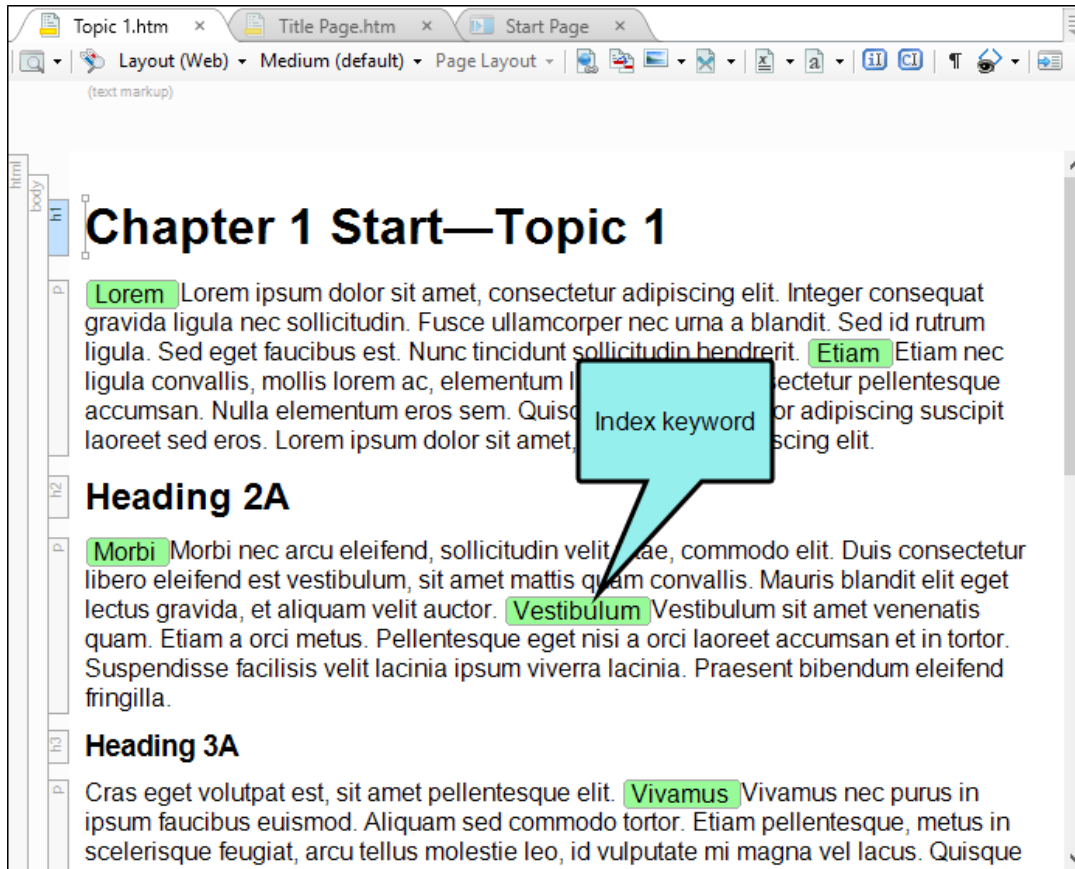 Topic 1.htm × Title Page.htm × Start Page ×
Layout (Web) Medium (default) Page Layout x a iI CI ¶
(text markup)
html
body
h1
Chapter 1 Start—Topic 1
p
Lorem Lorem ipsum dolor sit amet, consectetur adipiscing elit. Integer consequat
gravida ligula nec sollicitudin. Fusce ullamcorper nec urna a blandit. Sed id rutrum
ligula. Sed eget faucibus est. Nunc tincidunt sollicitudin hendrerit. Etiam Etiam nec
ligula convallis, mollis lorem ac, elementum pellentesque
accumsan. Nulla elementum eros sem. adipiscing suscipit
Index keyword
laoreet sed eros. Lorem ipsum dolor sit amet, elit.
h2
Heading 2A
p
Morbi Morbi nec arcu eleifend, sollicitudin velit commodo elit. Duis consectetur
libero eleifend est vestibulum, sit amet mattis quam convallis. Mauris blandit elit eget
lectus gravida, et aliquam velit auctor. Vestibulum Vestibulum sit amet venenatis
quam. Etiam a orci metus. Pellentesque eget nisi a orci laoreet accumsan et in tortor.
Suspendisse facilisis velit lacinia ipsum viverra lacinia. Praesent bibendum eleifend
fringilla.
h3
Heading 3A
p
Cras eget volutpat est, sit amet pellentesque elit. Vivamus Vivamus nec purus in
ipsum faucibus euismod. Aliquam sed commodo tortor. Etiam pellentesque, metus in
scelerisque feugiat, arcu tellus molestie leo, id vulputate mi magna vel lacus. Quisque